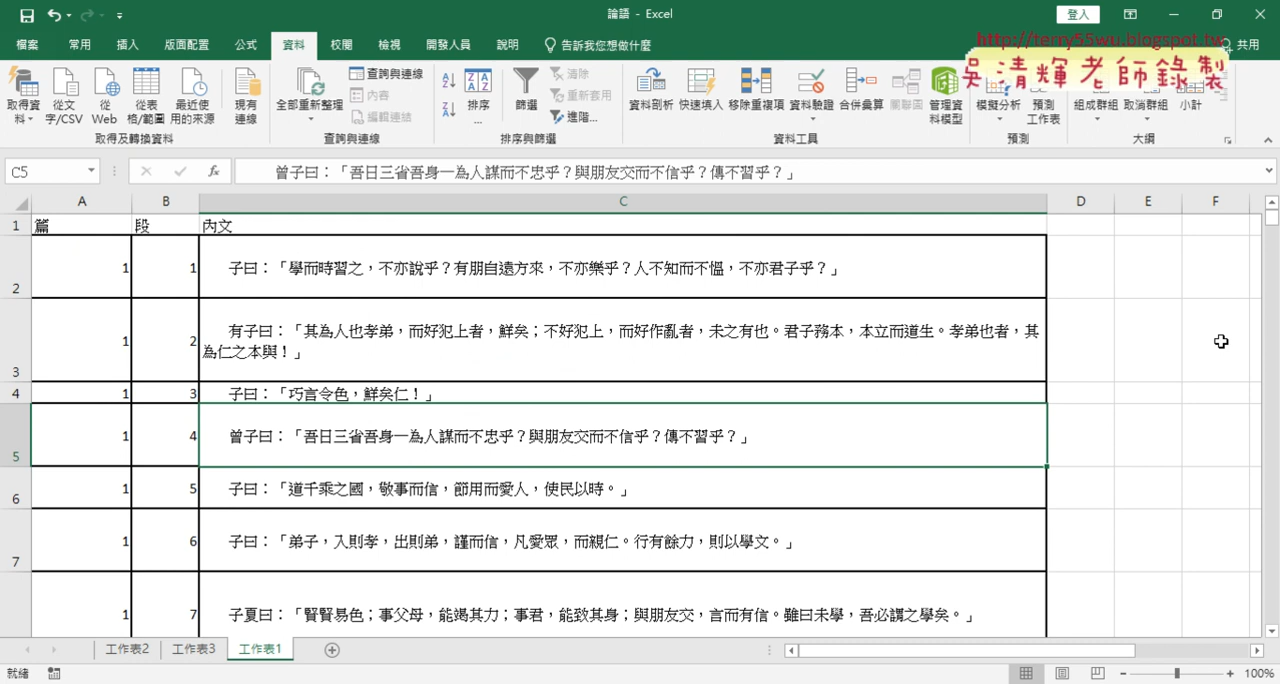 論語 - Excel
登入
檔案 常用 插入 版面配置 公式 資料 校閱 檢視 開發人員 說明 告訴我您想做什麼 共用
http://terry55wu.blogspot.tw
吳清輝老師錄製
取得資料 從文字/CSV 從 Web 從表格/範圍 最近使用的來源 現有連線
取得及轉換資料
全部重新整理 查詢與連線 內容 編輯連結
查詢與連線
排序... 篩選 清除 重新套用 進階...
排序與篩選
資料剖析 快速填入 移除重複項 資料驗證 合併彙算 關聯圖 管理資料模型
資料工具
模擬分析 預測工作表
預測
組成群組 取消群組 小計
大綱
C5 fx 曾子曰：「吾日三省吾身─為人謀而不忠乎？與朋友交而不信乎？傳不習乎？」
A B C D E F
1 篇 段 內文
2 1 1 子曰：「學而時習之，不亦說乎？有朋自遠方來，不亦樂乎？人不知而不慍，不亦君子乎？」
3 1 2 有子曰：「其為人也孝弟，而好犯上者，鮮矣；不好犯上，而好作亂者，未之有也。君子務本，本立而道生。孝弟也者，其
為仁之本與！」
4 1 3 子曰：「巧言令色，鮮矣仁！」
5 1 4 曾子曰：「吾日三省吾身─為人謀而不忠乎？與朋友交而不信乎？傳不習乎？」
6 1 5 子曰：「道千乘之國，敬事而信，節用而愛人，使民以時。」
7 1 6 子曰：「弟子，入則孝，出則弟，謹而信，凡愛眾，而親仁。行有餘力，則以學文。」
1 7 子夏曰：「賢賢易色；事父母，能竭其力；事君，能致其身；與朋友交，言而有信。雖曰未學，吾必謂之學矣。」
工作表2 工作表3 工作表1
就緒 100%